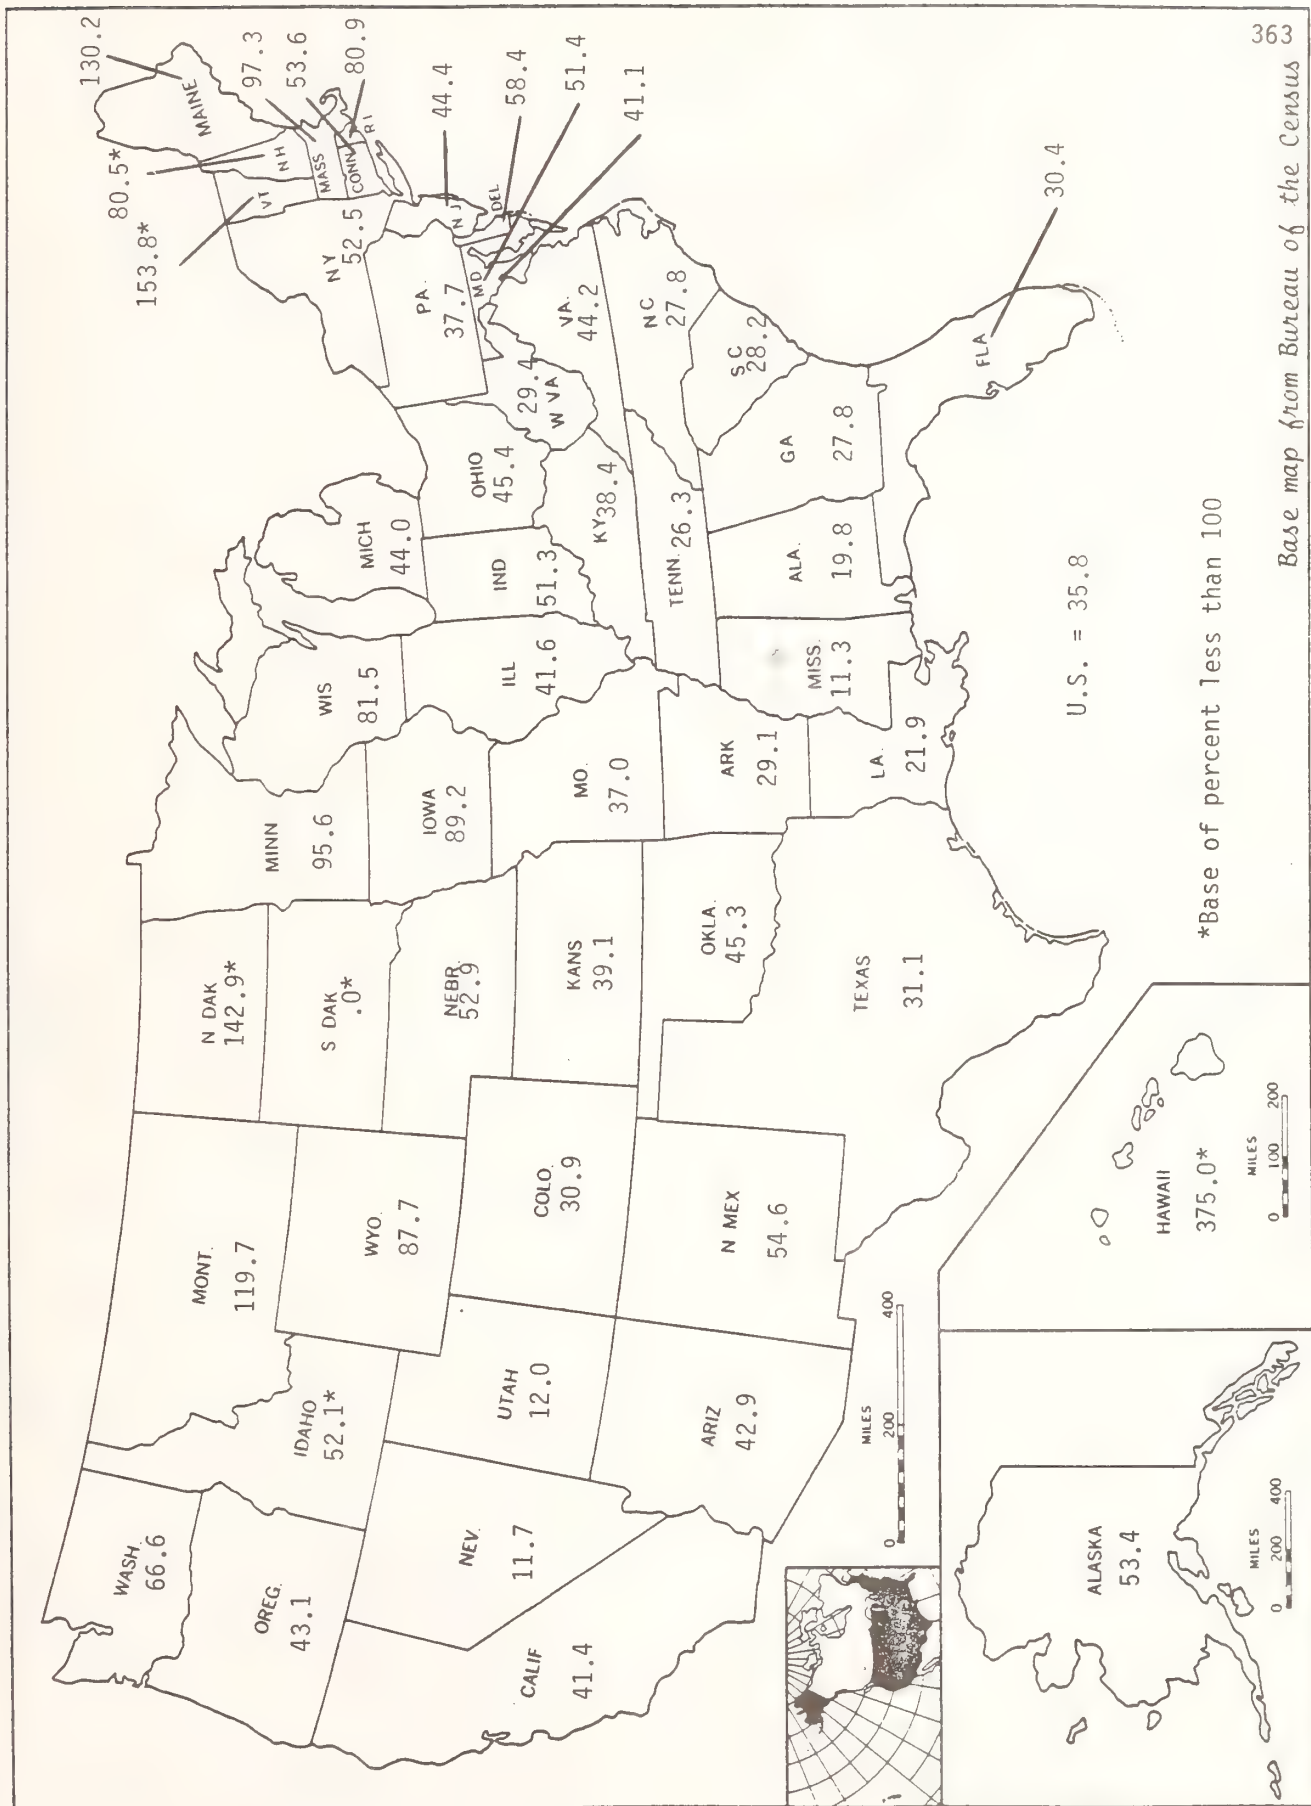 WASH.
66.6
OREG.
43.1
CALIF
41.4
NEV.
11.7
IDAHO
52.1*
MONT.
119.7
WYO.
87.7
UTAH
12.0
ARIZ
42.9
COLO.
30.9
N MEX
54.6
N DAK
142.9*
S DAK
.0*
NEBR.
52.9
KANS
39.1
OKLA.
45.3
TEXAS
31.1
MINN
95.6
IOWA
89.2
MO.
37.0
ARK
29.1
LA.
21.9
WIS
81.5
ILL
41.6
MICH
44.0
IND
51.3
OHIO
45.4
KY 38.4
TENN. 26.3
MISS.
11.3
ALA.
19.8
GA
27.8
FLA
30.4
S C
28.2
N C
27.8
VA.
44.2
29.4
W VA
PA.
37.7
N Y
52.5
153.8*
VT
80.5*
N H
MAINE
130.2
MASS
97.3
CONN
53.6
R I
80.9
N J
44.4
DEL
58.4
M D
51.4
41.1
U.S. = 35.8
*Base of percent less than 100
MILES
0 200 400
ALASKA
53.4
MILES
0 200 400
HAWAII
375.0*
MILES
0 100 200
Base map from Bureau of the Census
363